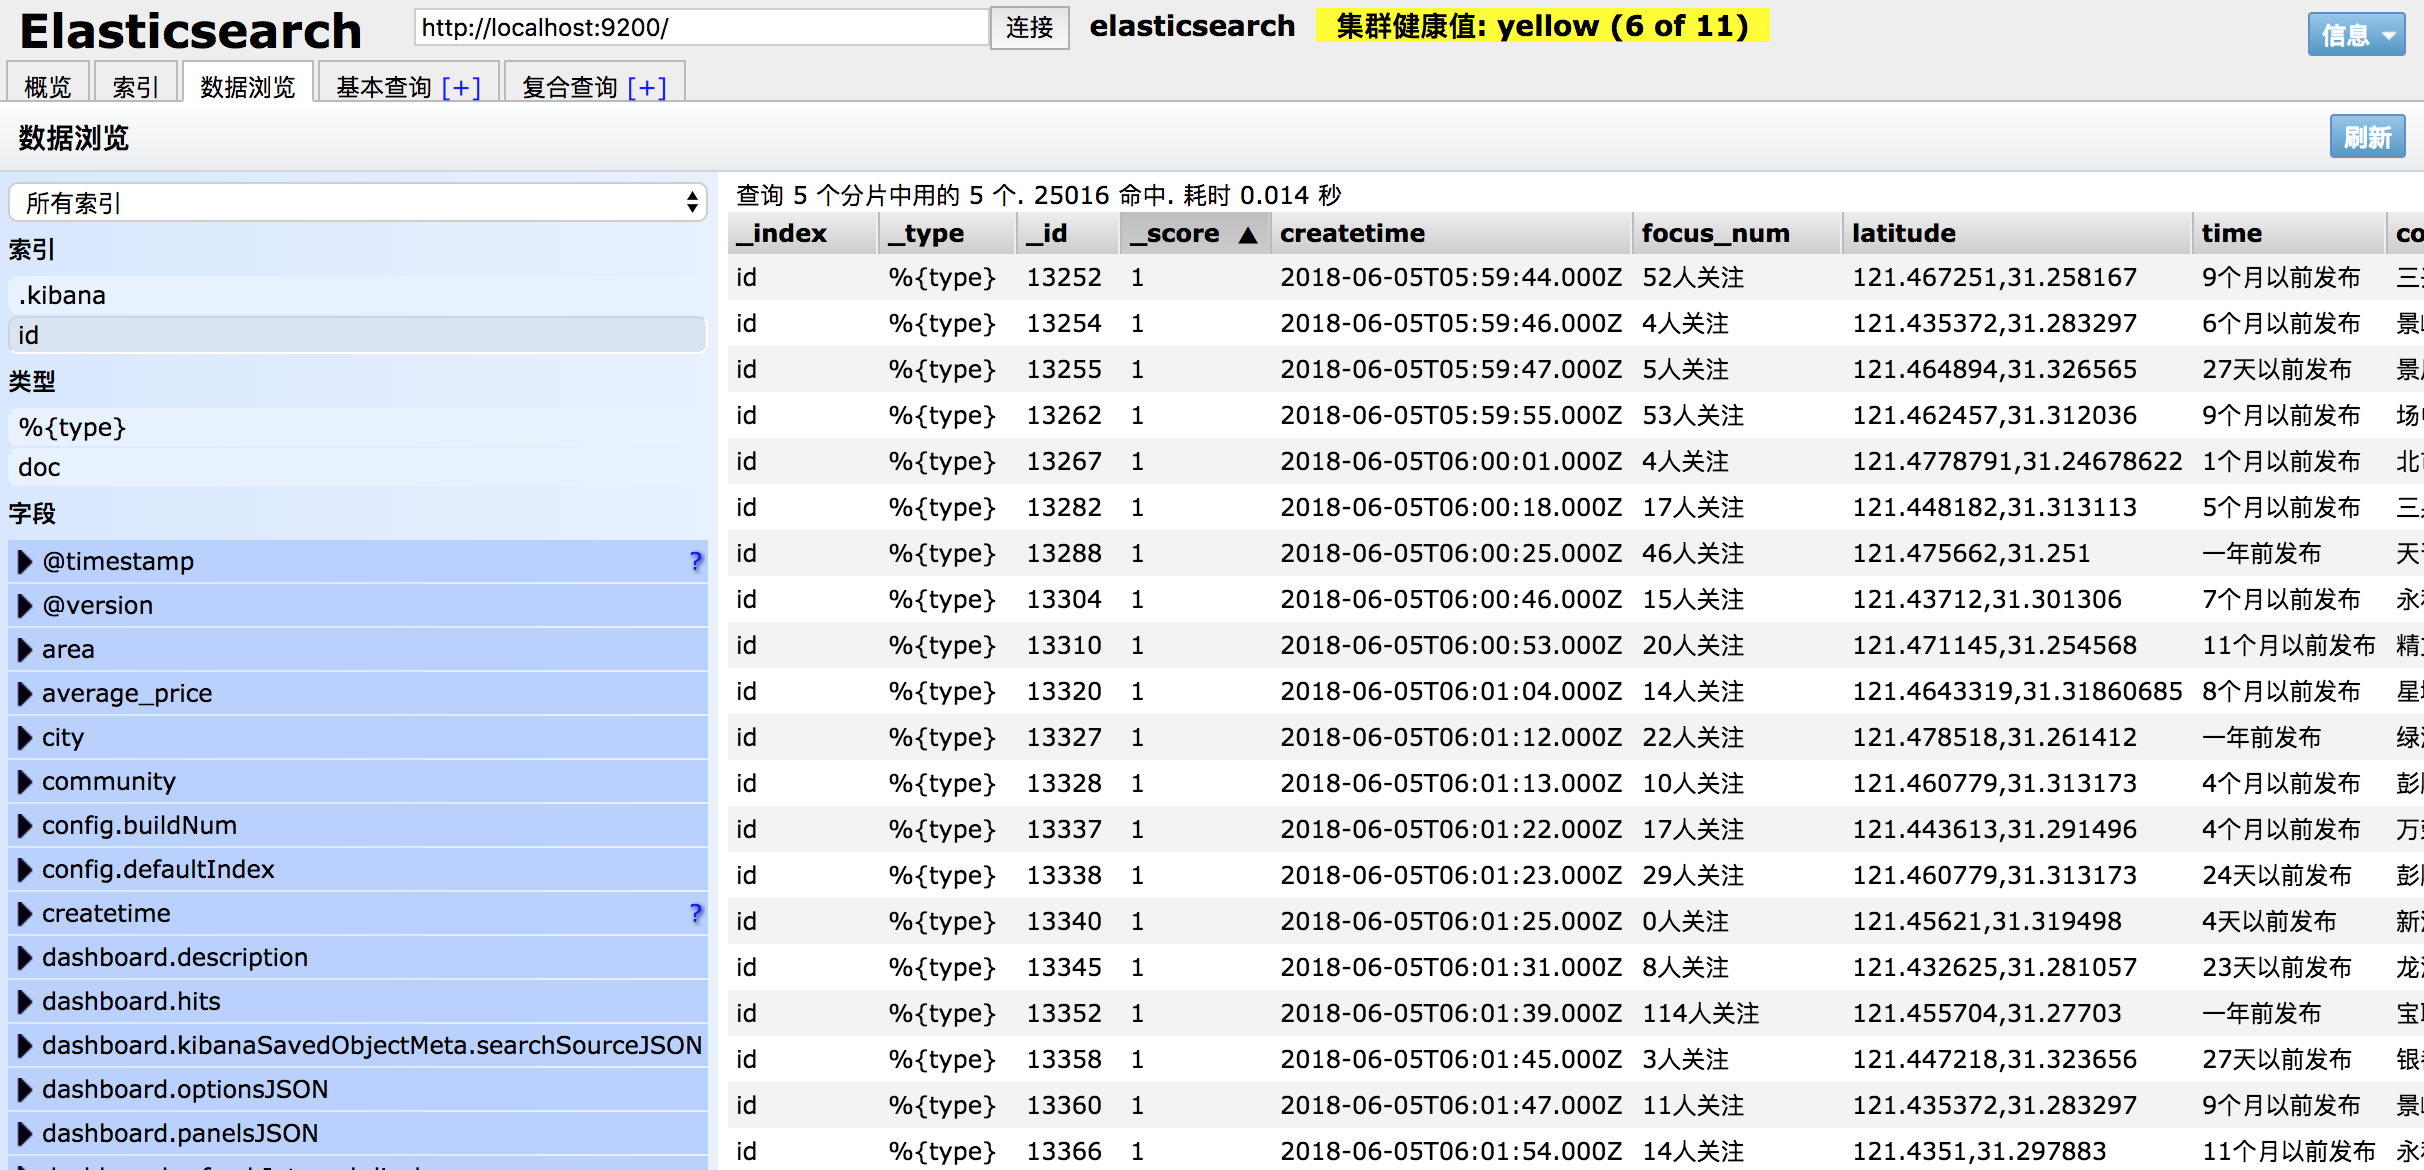 Elasticsearch http://localhost:9200/ 连接 elasticsearch 集群健康值: yellow (6 of 11) 信息
概览 索引 数据浏览 基本查询 [+] 复合查询 [+]
数据浏览 刷新
所有索引
索引
.kibana
id
类型
%{type}
doc
字段
@timestamp ?
@version
area
average_price
city
community
config.buildNum
config.defaultIndex
createtime ?
dashboard.description
dashboard.hits
dashboard.kibanaSavedObjectMeta.searchSourceJSON
dashboard.optionsJSON
dashboard.panelsJSON
查询 5 个分片中用的 5 个. 25016 命中. 耗时 0.014 秒
_index _type _id _score ▲ createtime focus_num latitude time co
id %{type} 13252 1 2018-06-05T05:59:44.000Z 52人关注 121.467251,31.258167 9个月以前发布 三
id %{type} 13254 1 2018-06-05T05:59:46.000Z 4人关注 121.435372,31.283297 6个月以前发布 景
id %{type} 13255 1 2018-06-05T05:59:47.000Z 5人关注 121.464894,31.326565 27天以前发布 景
id %{type} 13262 1 2018-06-05T05:59:55.000Z 53人关注 121.462457,31.312036 9个月以前发布 场
id %{type} 13267 1 2018-06-05T06:00:01.000Z 4人关注 121.4778791,31.24678622 1个月以前发布 北
id %{type} 13282 1 2018-06-05T06:00:18.000Z 17人关注 121.448182,31.313113 5个月以前发布 三
id %{type} 13288 1 2018-06-05T06:00:25.000Z 46人关注 121.475662,31.251 一年前发布 天
id %{type} 13304 1 2018-06-05T06:00:46.000Z 15人关注 121.43712,31.301306 7个月以前发布 永
id %{type} 13310 1 2018-06-05T06:00:53.000Z 20人关注 121.471145,31.254568 11个月以前发布 精
id %{type} 13320 1 2018-06-05T06:01:04.000Z 14人关注 121.4643319,31.31860685 8个月以前发布 星
id %{type} 13327 1 2018-06-05T06:01:12.000Z 22人关注 121.478518,31.261412 一年前发布 绿
id %{type} 13328 1 2018-06-05T06:01:13.000Z 10人关注 121.460779,31.313173 4个月以前发布 彭
id %{type} 13337 1 2018-06-05T06:01:22.000Z 17人关注 121.443613,31.291496 4个月以前发布 万
id %{type} 13338 1 2018-06-05T06:01:23.000Z 29人关注 121.460779,31.313173 24天以前发布 彭
id %{type} 13340 1 2018-06-05T06:01:25.000Z 0人关注 121.45621,31.319498 4天以前发布 新
id %{type} 13345 1 2018-06-05T06:01:31.000Z 8人关注 121.432625,31.281057 23天以前发布 龙
id %{type} 13352 1 2018-06-05T06:01:39.000Z 114人关注 121.455704,31.27703 一年前发布 宝
id %{type} 13358 1 2018-06-05T06:01:45.000Z 3人关注 121.447218,31.323656 27天以前发布 银
id %{type} 13360 1 2018-06-05T06:01:47.000Z 11人关注 121.435372,31.283297 9个月以前发布 景
id %{type} 13366 1 2018-06-05T06:01:54.000Z 14人关注 121.4351,31.297883 11个月以前发布 永